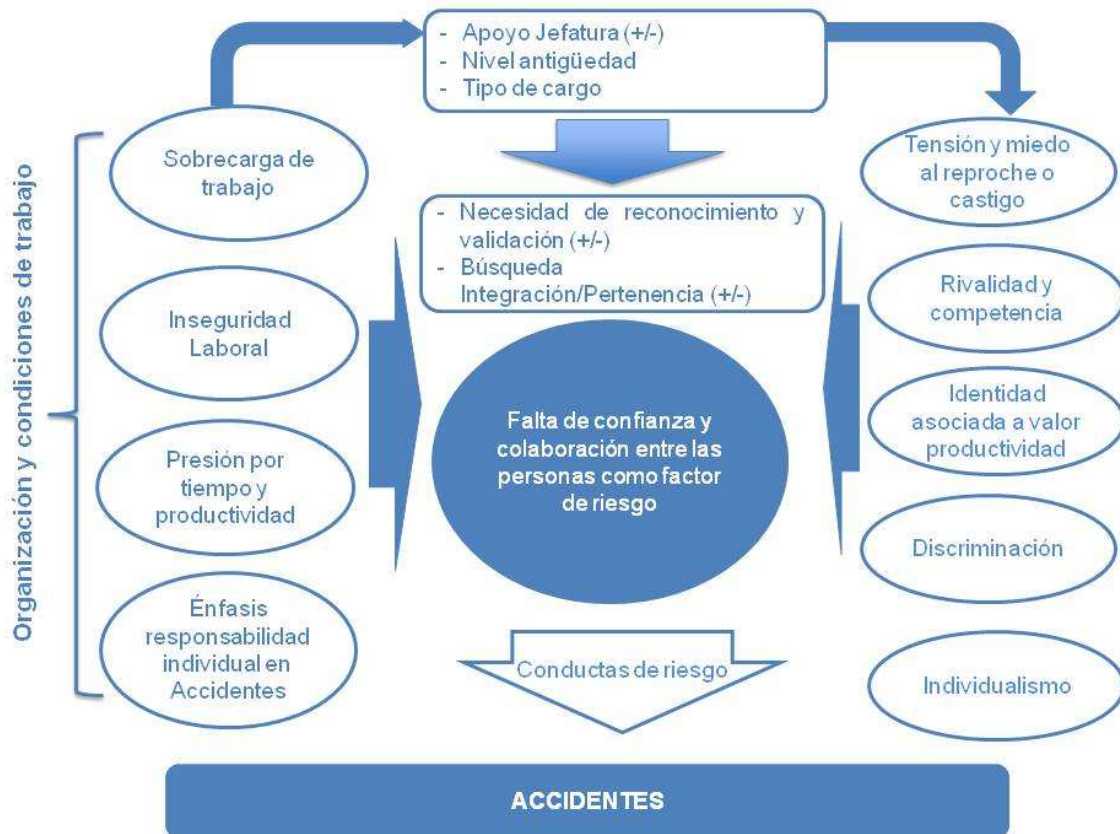 - Apoyo Jefatura (+/-)
- Nivel antigüedad
- Tipo de cargo
Organización y condiciones de trabajo
Sobrecarga de
trabajo
Inseguridad
Laboral
Presión por
tiempo y
productividad
Énfasis
responsabilidad
individual en
Accidentes
- Necesidad de reconocimiento y
validación (+/-)
- Búsqueda
Integración/Pertenencia (+/-)
Falta de confianza y
colaboración entre las
personas como factor
de riesgo
Tensión y miedo
al reproche o
castigo
Rivalidad y
competencia
Identidad
asociada a valor
productividad
Discriminación
Individualismo
Conductas de riesgo
ACCIDENTES